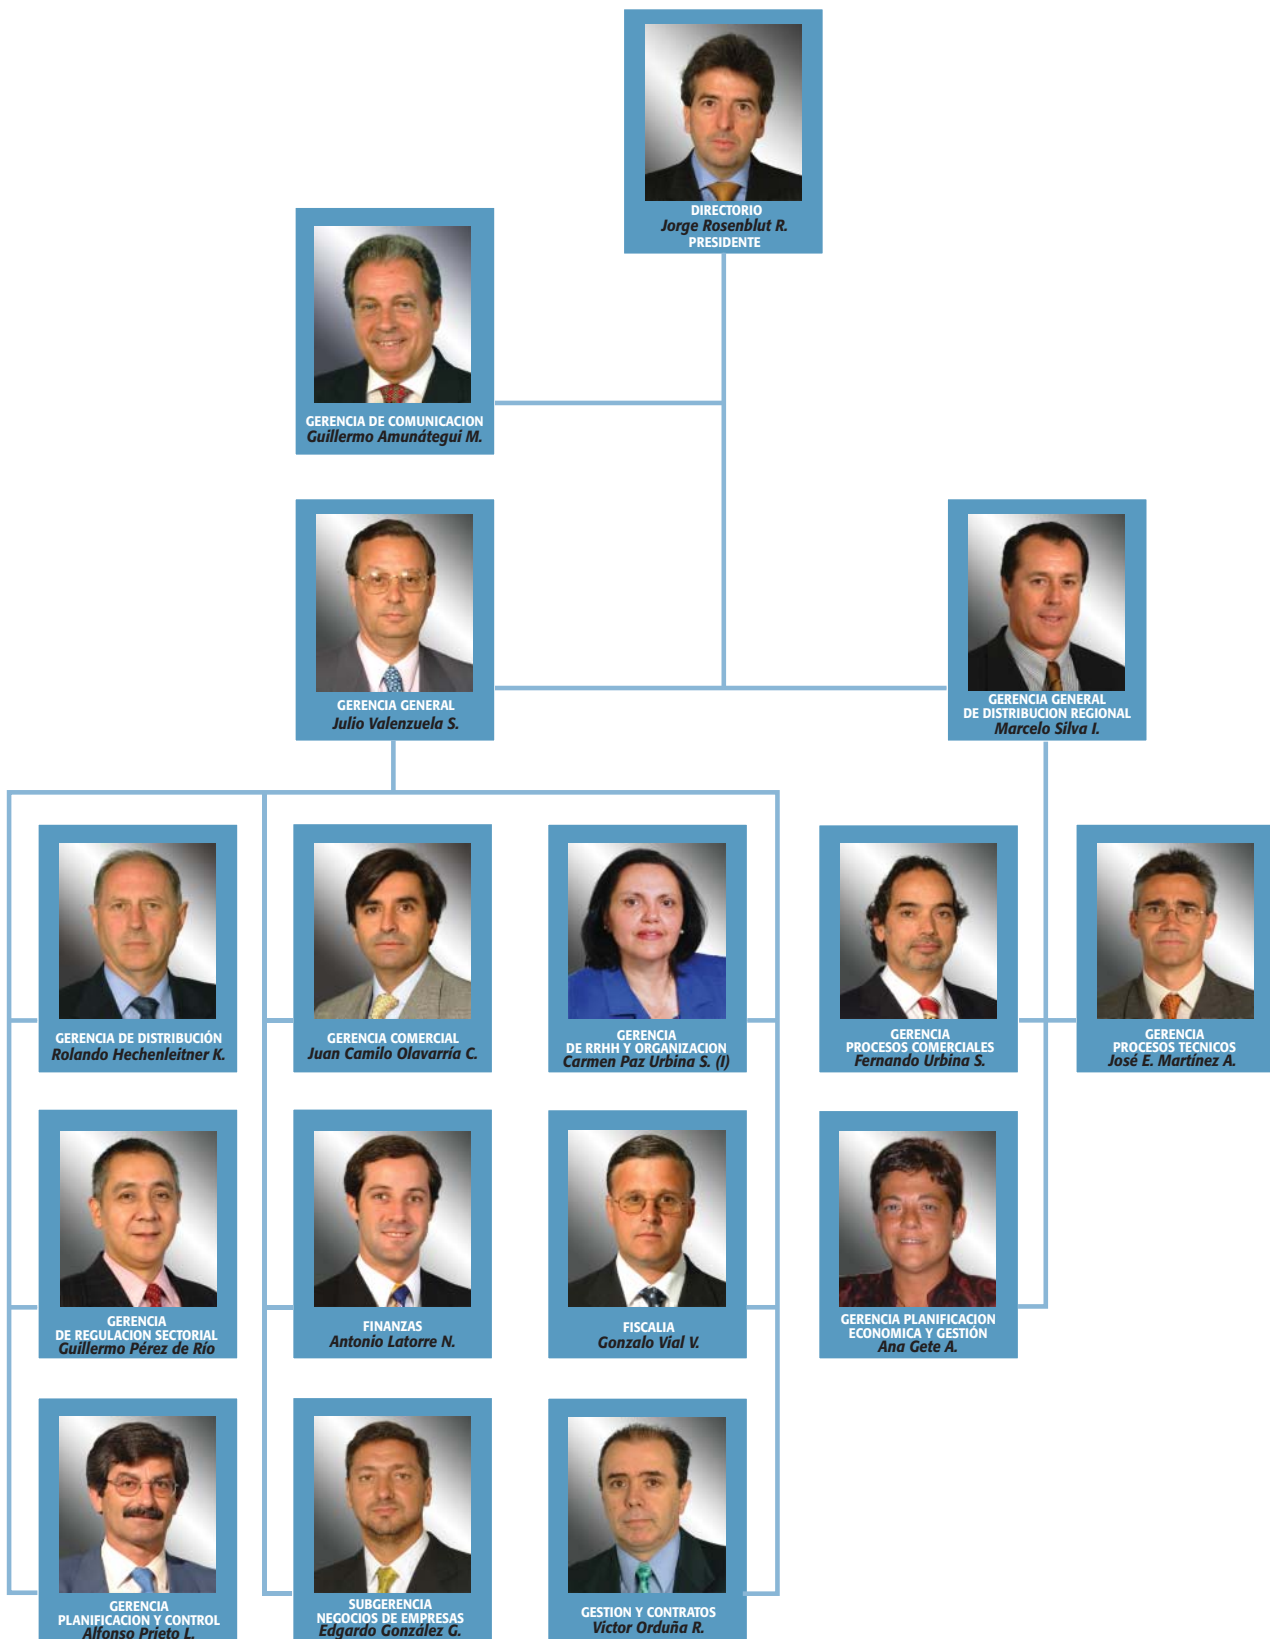 DIRECTORIO
Jorge Rosenblut R.
PRESIDENTE
GERENCIA DE COMUNICACION
Guillermo Amunátegui M.
GERENCIA GENERAL
Julio Valenzuela S.
GERENCIA GENERAL
DE DISTRIBUCION REGIONAL
Marcelo Silva I.
GERENCIA DE DISTRIBUCIÓN
Rolando Hechenleitner K.
GERENCIA COMERCIAL
Juan Camilo Olavarría C.
GERENCIA
DE RRHH Y ORGANIZACION
Carmen Paz Urbina S. (I)
GERENCIA
PROCESOS COMERCIALES
Fernando Urbina S.
GERENCIA
PROCESOS TECNICOS
José E. Martínez A.
GERENCIA
DE REGULACION SECTORIAL
Guillermo Pérez de Río
FINANZAS
Antonio Latorre N.
FISCALIA
Gonzalo Vial V.
GERENCIA PLANIFICACION
ECONOMICA Y GESTIÓN
Ana Gete A.
GERENCIA
PLANIFICACION Y CONTROL
Alfonso Prieto L.
SUBGERENCIA
NEGOCIOS DE EMPRESAS
Edgardo González G.
GESTION Y CONTRATOS
Victor Orduña R.